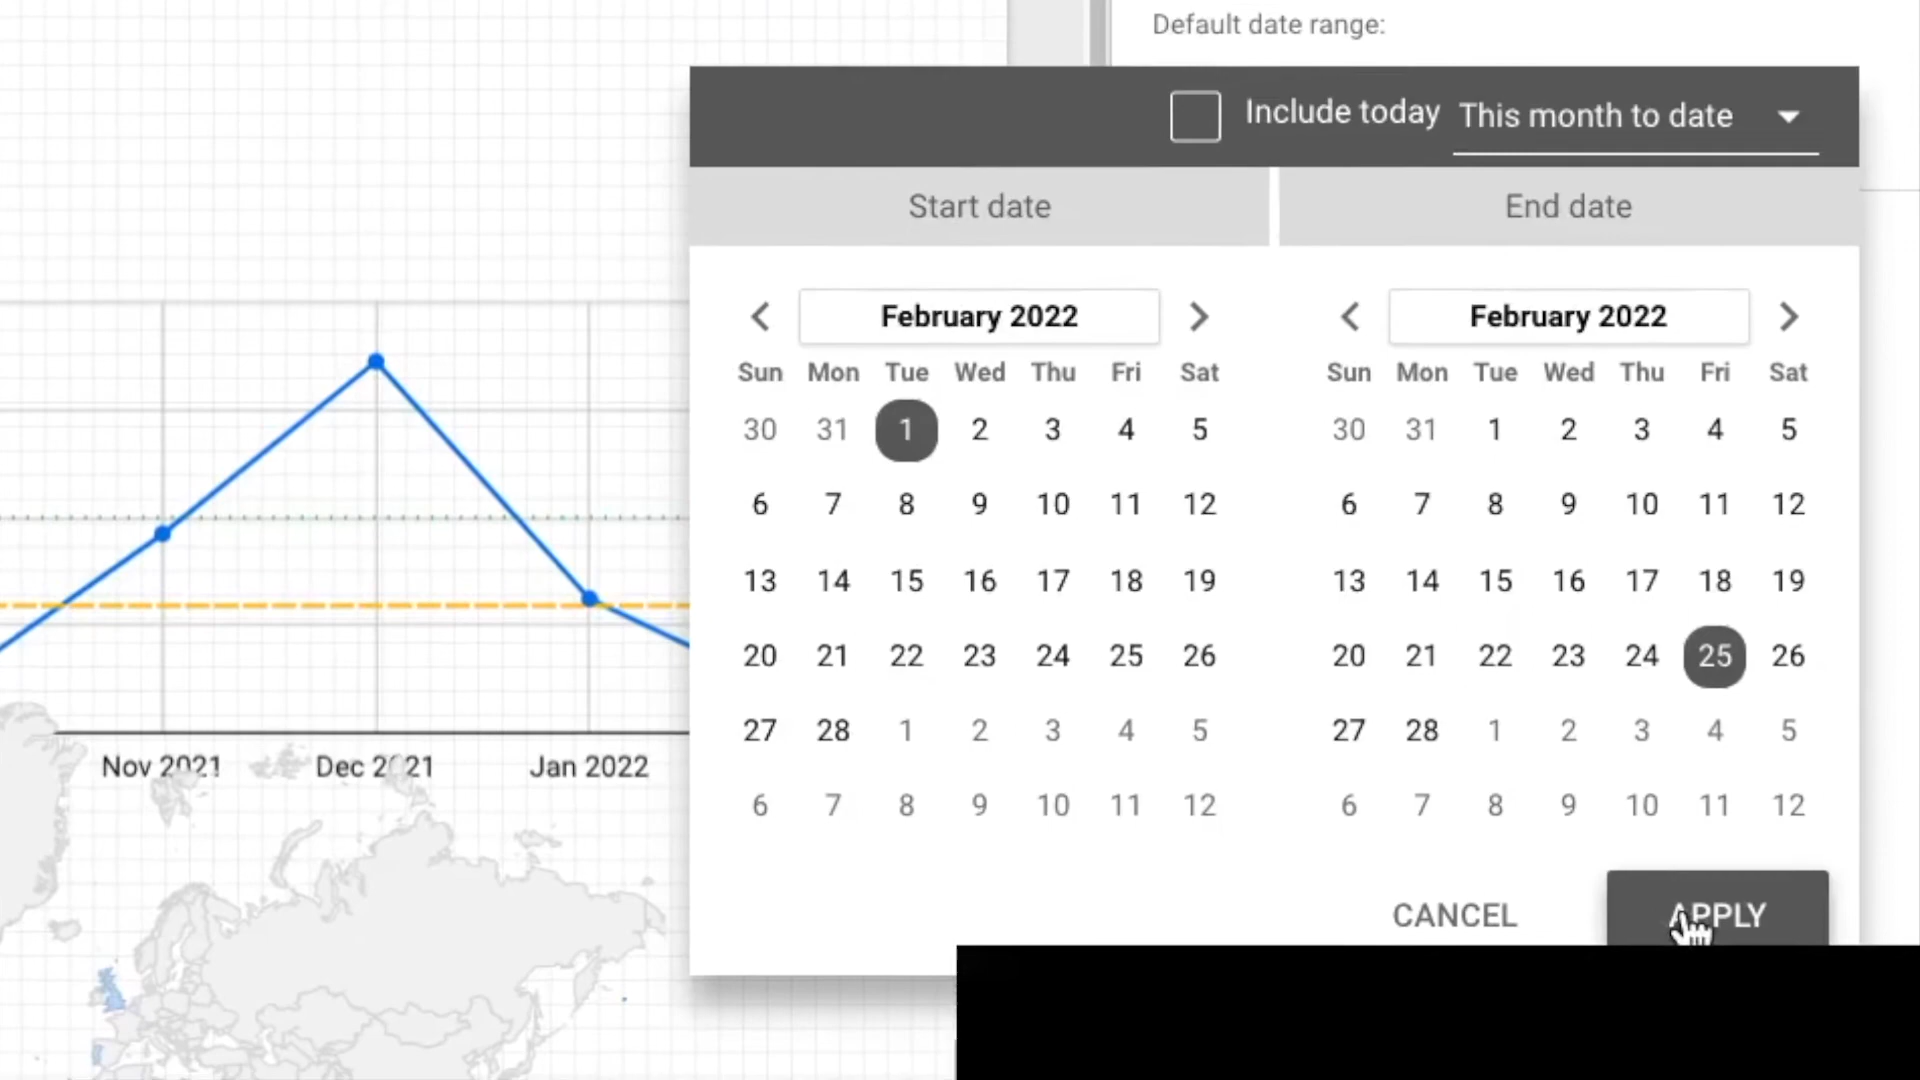 Default date range:
Include today This month to date
Start date End date
February 2022 February 2022
Sun Mon Tue Wed Thu Fri Sat Sun Mon Tue Wed Thu Fri Sat
30 31 1 2 3 4 5 30 31 1 2 3 4 5
6 7 8 9 10 11 12 6 7 8 9 10 11 12
13 14 15 16 17 18 19 13 14 15 16 17 18 19
20 21 22 23 24 25 26 20 21 22 23 24 25 26
27 28 1 2 3 4 5 27 28 1 2 3 4 5
6 7 8 9 10 11 12 6 7 8 9 10 11 12
CANCEL APPLY
Nov 2021 Dec 2021 Jan 2022